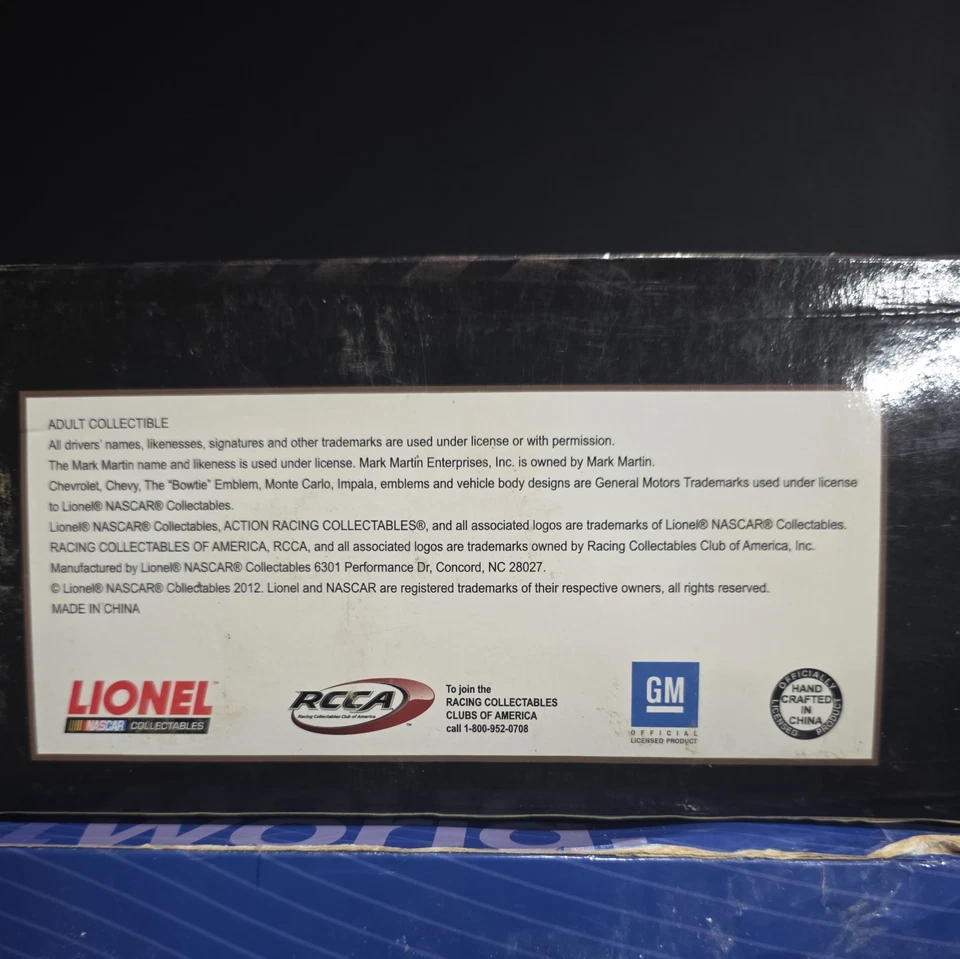 ADULT COLLECTIBLE
All drivers' names, likenesses, signatures and other trademarks are used under license or with permission.
The Mark Martin name and likeness is used under license. Mark Martin Enterprises, Inc. is owned by Mark Martin.
Chevrolet, Chevy, The "Bowtie" Emblem, Monte Carlo, Impala, emblems and vehicle body designs are General Motors Trademarks used under license
to Lionel® NASCAR® Collectables.
Lionel® NASCAR® Collectables, ACTION RACING COLLECTABLES®, and all associated logos are trademarks of Lionel® NASCAR® Collectables.
RACING COLLECTABLES OF AMERICA, RCCA, and all associated logos are trademarks owned by Racing Collectables Club of America, Inc.
Manufactured by Lionel® NASCAR® Collectables 6301 Performance Dr, Concord, NC 28027.
© Lionel® NASCAR® Collectables 2012. Lionel and NASCAR are registered trademarks of their respective owners, all rights reserved.
MADE IN CHINA
LIONEL™
NASCAR COLLECTABLES
RCCA
Racing Collectables Club of America
™
To join the
RACING COLLECTABLES
CLUBS OF AMERICA
call 1-800-952-0708
GM
OFFICIAL
LICENSED PRODUCT
OFFICIALLY
LICENSED PRODUCT
HAND
CRAFTED
IN
CHINA